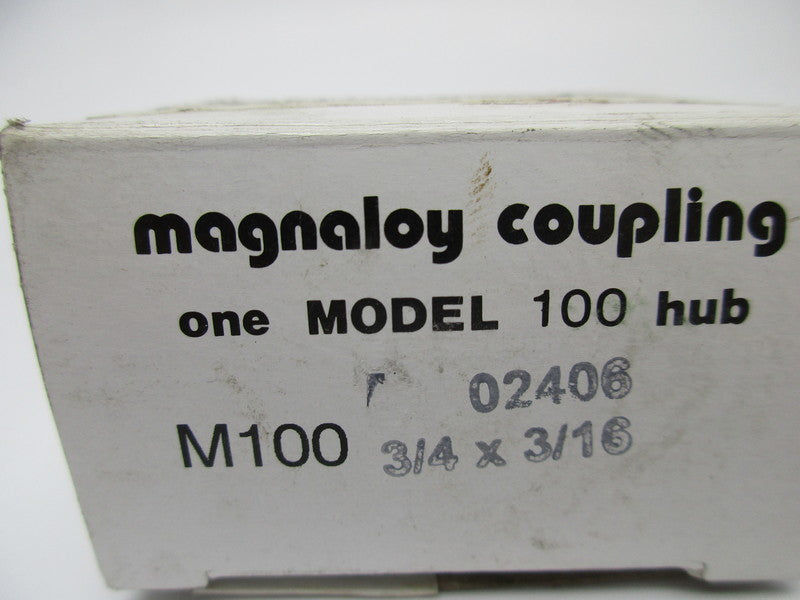 magnaloy coupling
one MODEL 100 hub
02406
M100 3/4 x 3/16